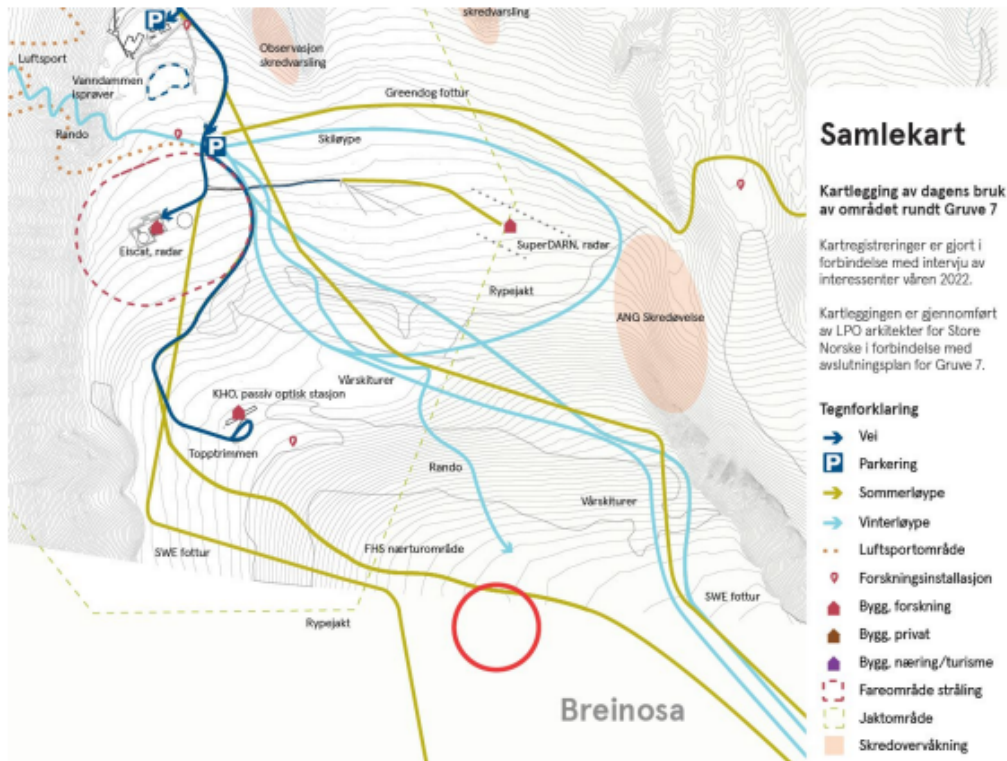 skredvarsling
P
Observasjon
skredvarsling
Luftsport
Vanndammen
isprøver
Greendog fottur
Rando
Skiløype
P
Eiscat, radar
SuperDARN, radar
Rypejakt
ANG Skredøvelse
Vårskiturer
KHO, passiv optisk stasjon
Topptrimmen
Rando
Vårskiturer
SWE fottur
FHS nærturområde
SWE fottur
Rypejakt
Breinosa
Samlekart
Kartlegging av dagens bruk
av området rundt Gruve 7
Kartregistreringer er gjort i
forbindelse med intervju av
interessenter våren 2022.
Kartleggingen er gjennomført
av LPO arkitekter for Store
Norske i forbindelse med
avslutningsplan for Gruve 7.
Tegnforklaring
Vei
P Parkering
Sommerløype
Vinterløype
Luftsportområde
Forskningsinstallasjon
Bygg, forskning
Bygg, privat
Bygg, næring/turisme
Fareområde stråling
Jaktområde
Skredovervåkning